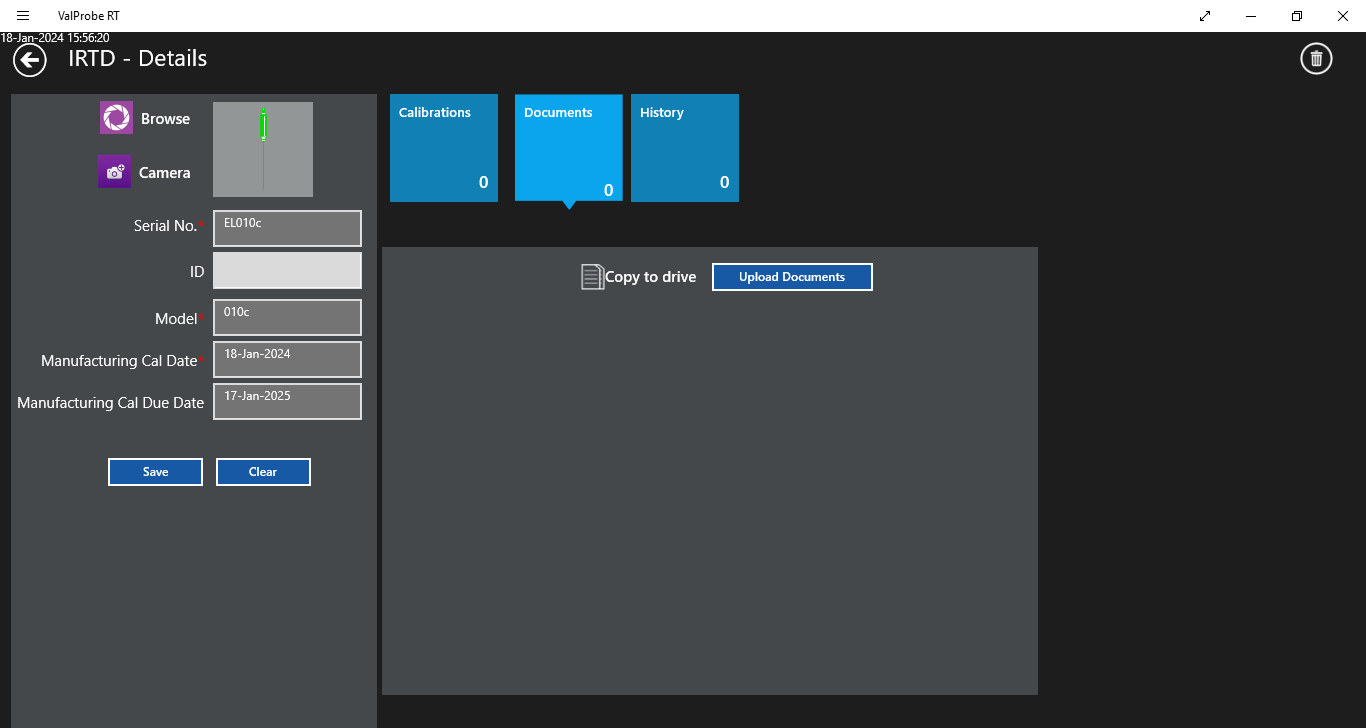 ValProbe RT
18-Jan-2024 15:56:20
IRTD - Details
Browse
Camera
Serial No.* EL010c
ID
Model* 010c
Manufacturing Cal Date* 18-Jan-2024
Manufacturing Cal Due Date 17-Jan-2025
Save Clear
Calibrations Documents History
0 0 0
Copy to drive Upload Documents